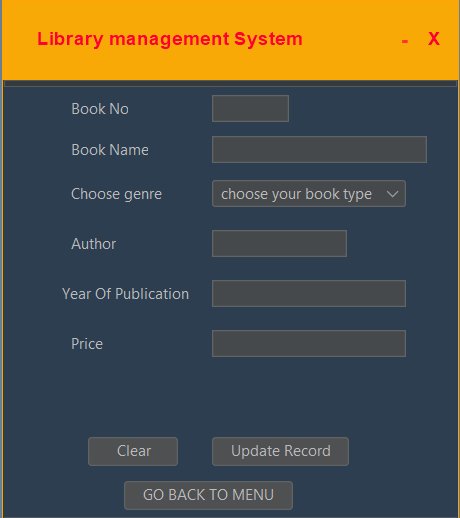 Library management System - X
Book No
Book Name
Choose genre choose your book type
Author
Year Of Publication
Price
Clear Update Record
GO BACK TO MENU